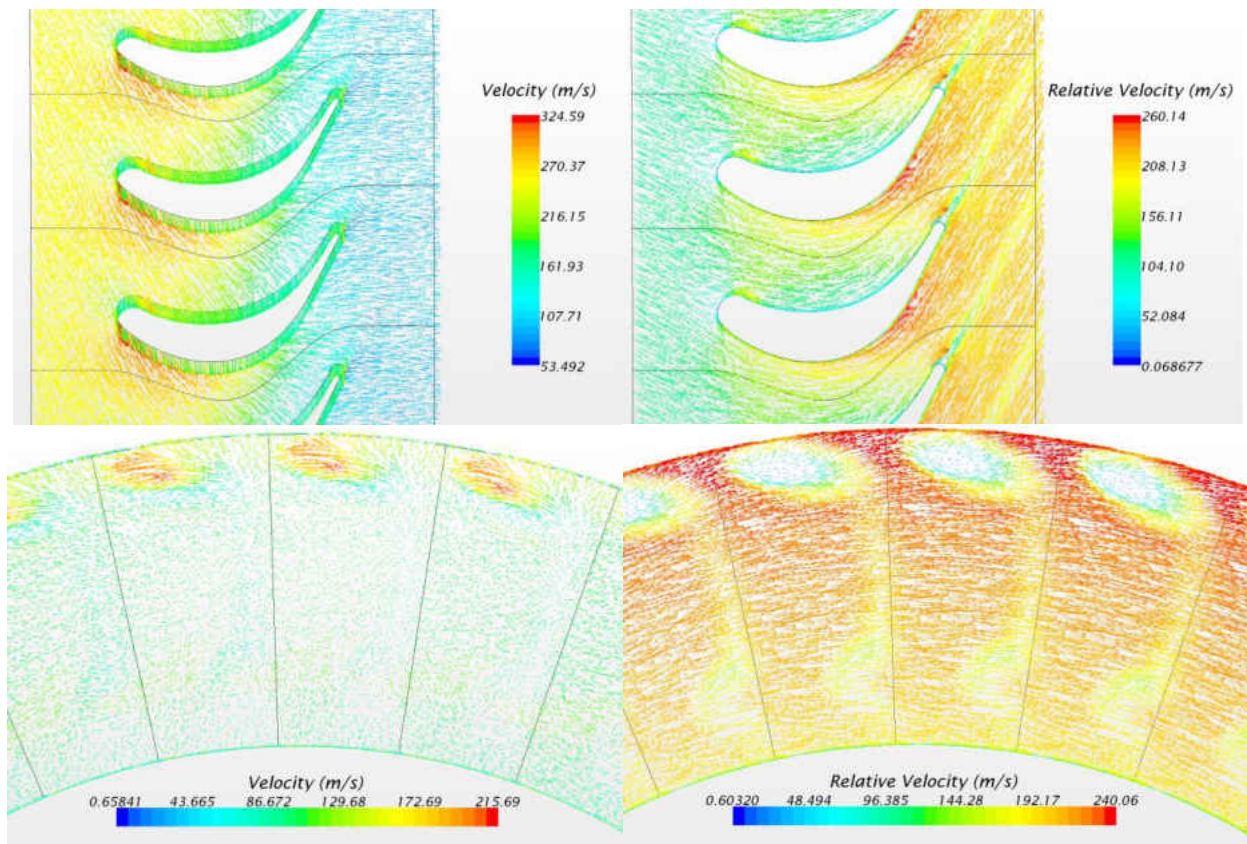 Velocity (m/s)
324.59
270.37
216.15
161.93
107.71
53.492
Relative Velocity (m/s)
260.14
208.13
156.11
104.10
52.084
0.068677
Velocity (m/s)
0.65841 43.665 86.672 129.68 172.69 215.69
Relative Velocity (m/s)
0.60320 48.494 96.385 144.28 192.17 240.06